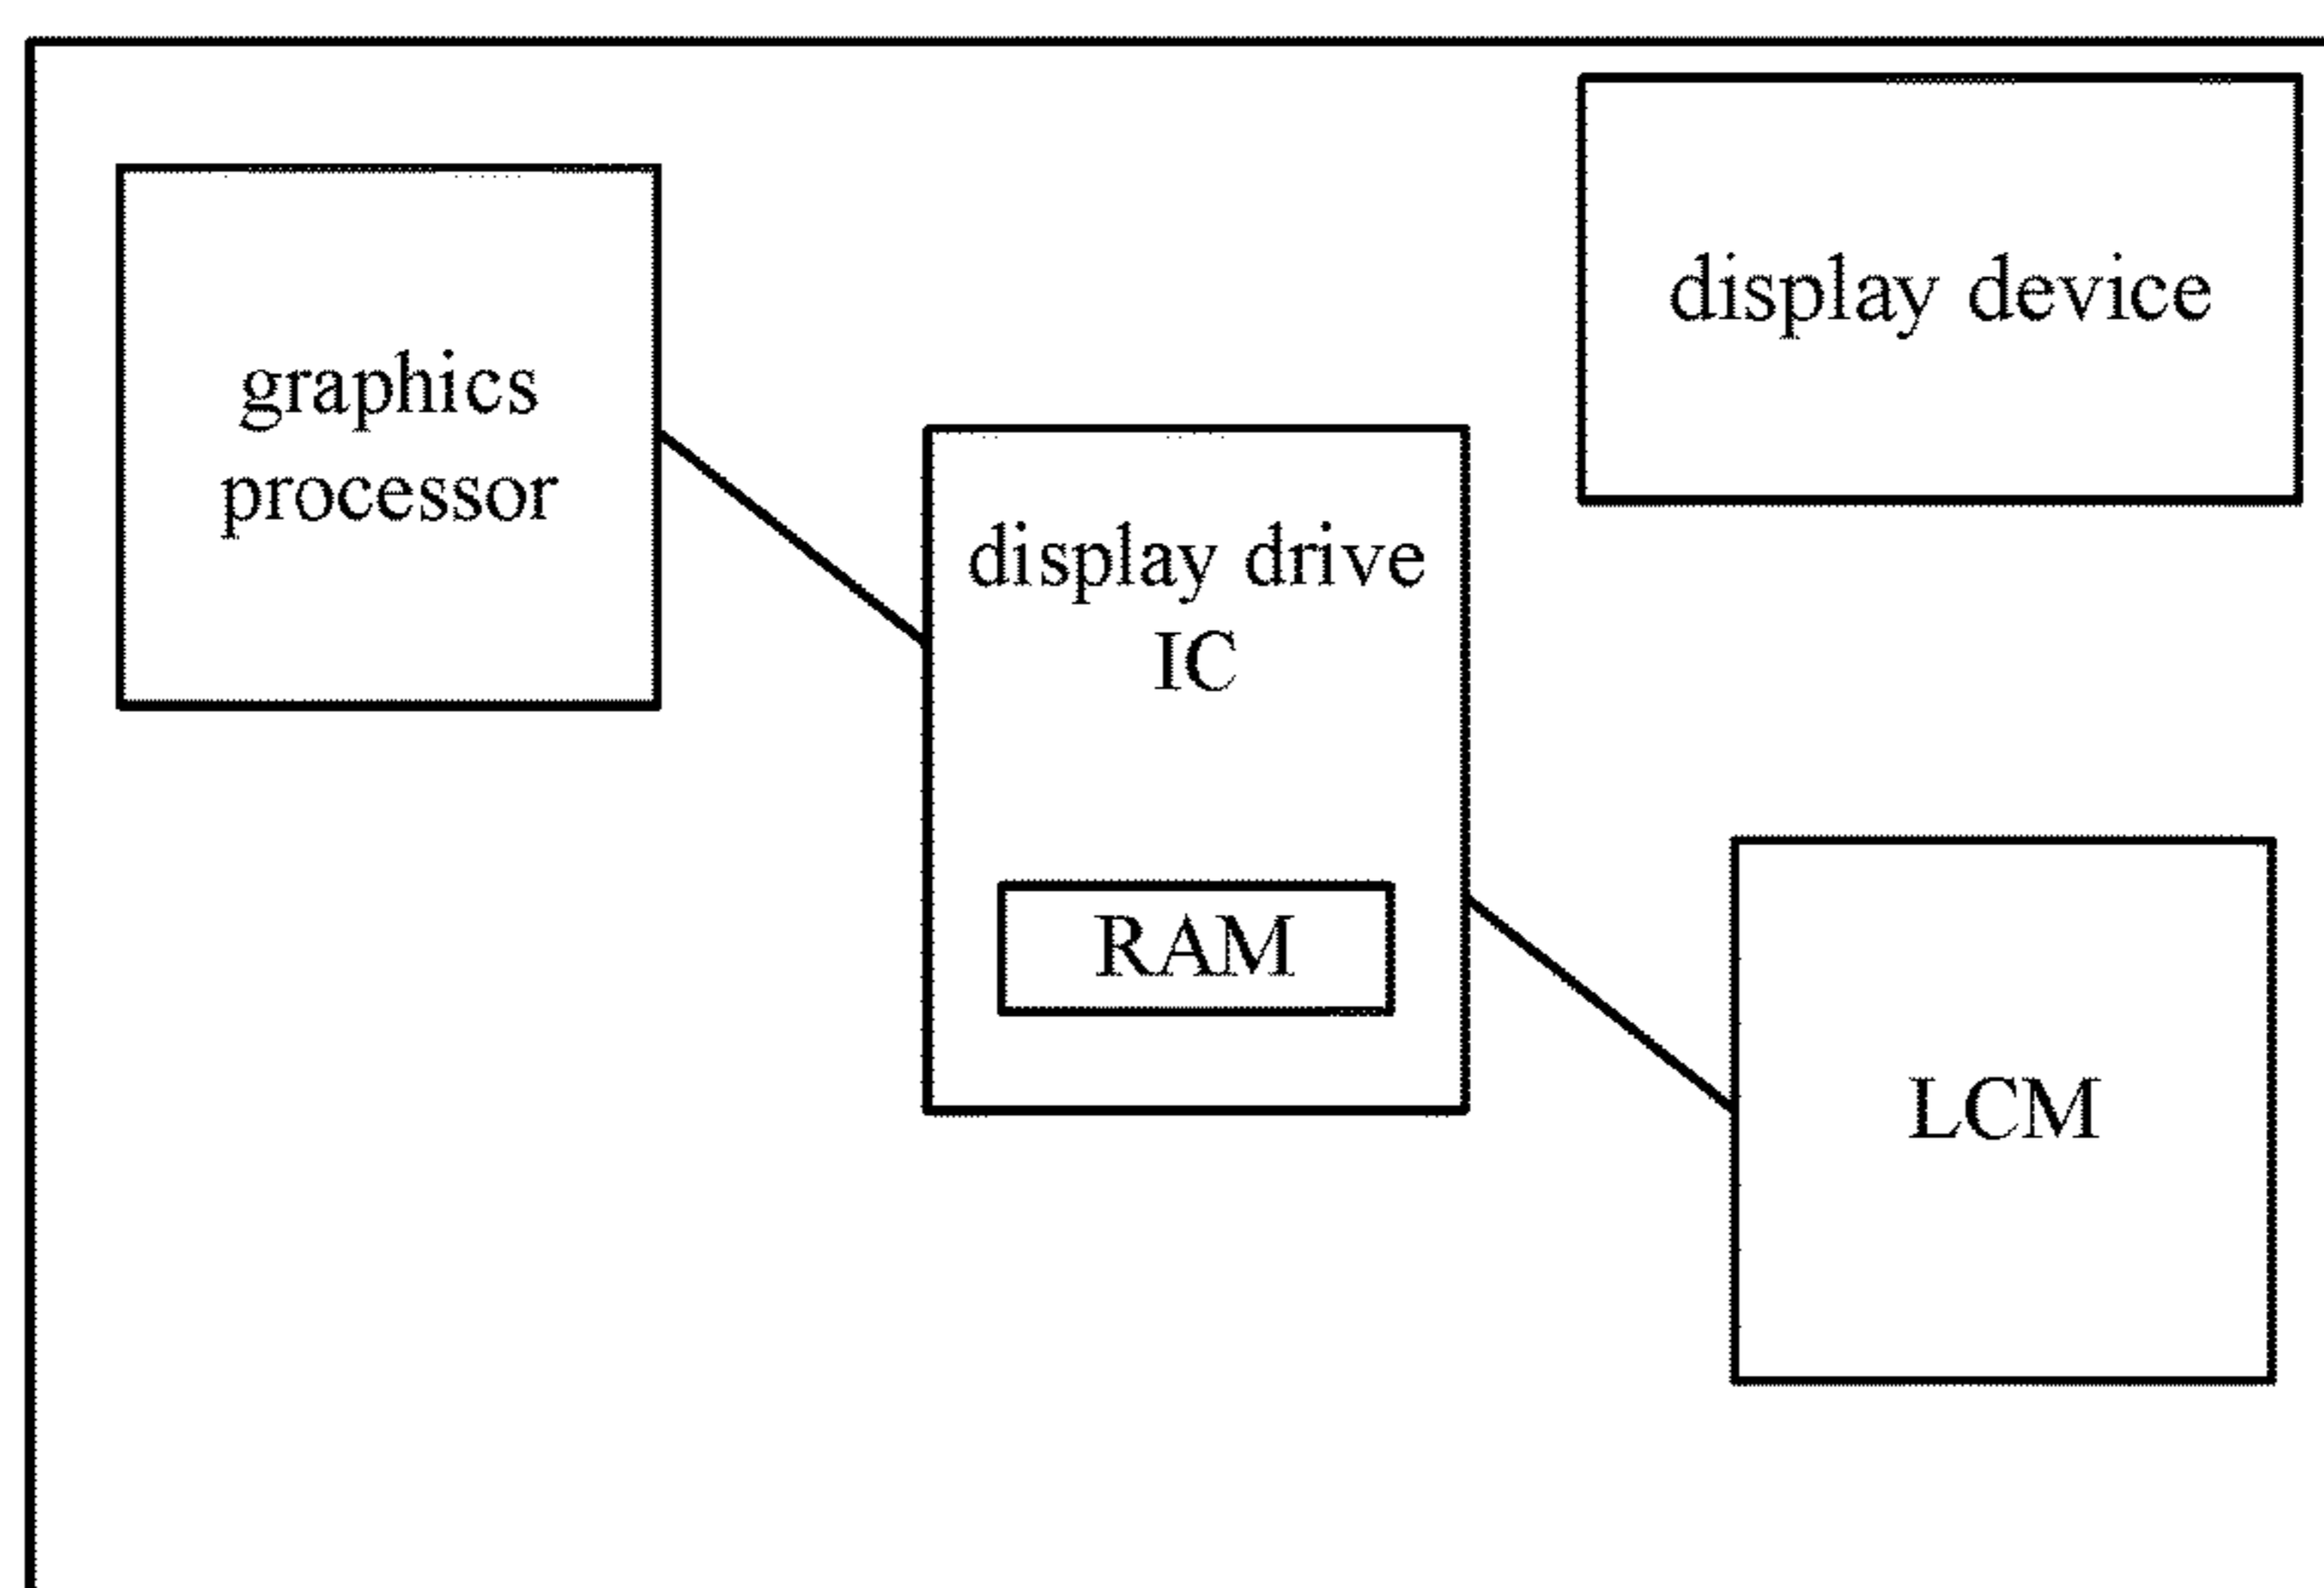 graphics
processor
display drive
IC
RAM
display device
LCM